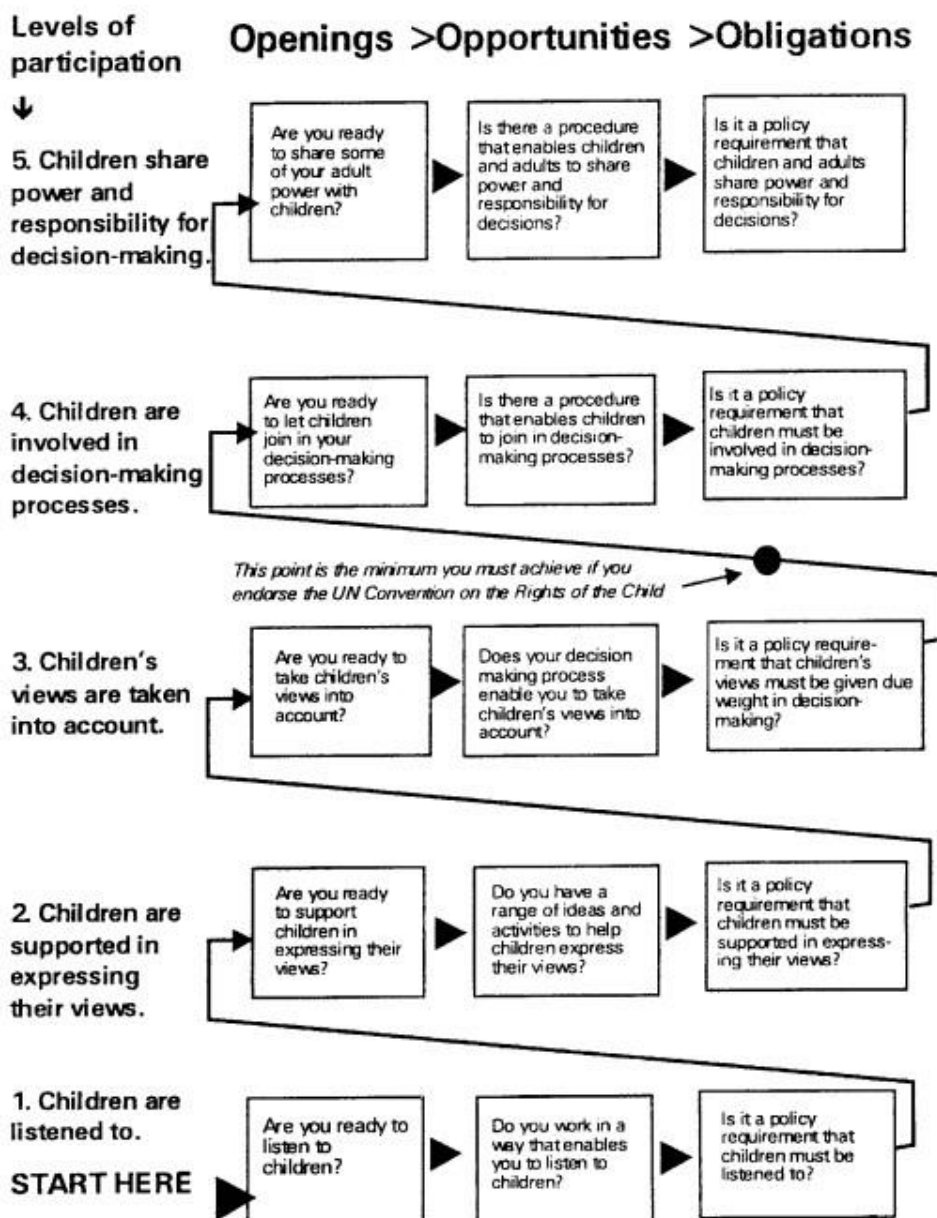 Levels of
participation
Openings >Opportunities >Obligations
5. Children share
power and
responsibility for
decision-making.
Are you ready
to share some
of your adult
power with
children?
Is there a procedure
that enables children
and adults to share
power and
responsibility for
decisions?
Is it a policy
requirement that
children and adults
share power and
responsibility for
decisions?
4. Children are
involved in
decision-making
processes.
Are you ready
to let children
join in your
decision-making
processes?
Is there a procedure
that enables children
to join in decision-
making processes?
Is it a policy
requirement that
children must be
involved in decision-
making processes?
This point is the minimum you must achieve if you
endorse the UN Convention on the Rights of the Child
3. Children's
views are taken
into account.
Are you ready to
take children's
views into
account?
Does your decision
making process
enable you to take
children's views into
account?
Is it a policy require-
ment that children's
views must be given due
weight in decision-
making?
2. Children are
supported in
expressing
their views.
Are you ready
to support
children in
expressing their
views?
Do you have a
range of ideas and
activities to help
children express
their views?
Is it a policy
requirement that
children must be
supported in express-
ing their views?
1. Children are
listened to.
START HERE
Are you ready to
listen to
children?
Do you work in a
way that enables
you to listen to
children?
Is it a policy
requirement that
children must be
listened to?